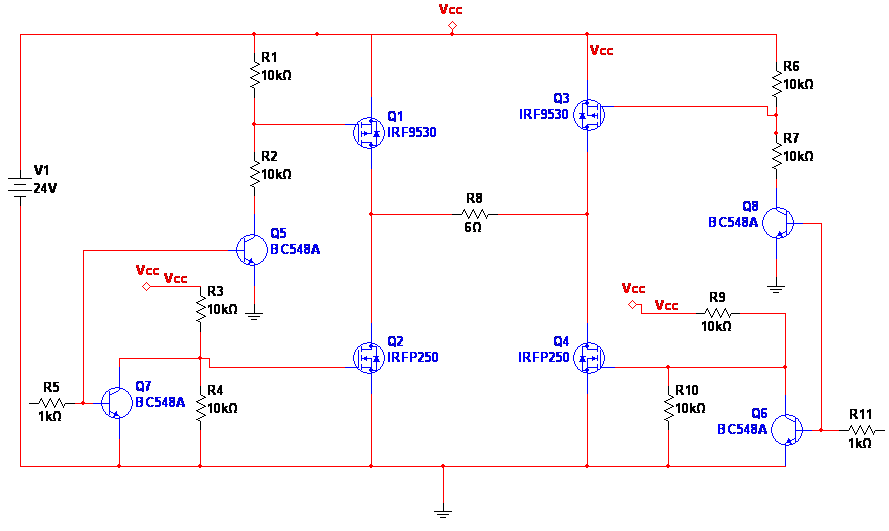 Vcc
Vcc
R1
10kΩ
R6
10kΩ
Q1
IRF9530
Q3
IRF9530
R2
10kΩ
R7
10kΩ
V1
24V
R8
6Ω
Q5
BC548A
Q8
BC548A
Vcc
Vcc
R3
10kΩ
Vcc
Vcc
R9
10kΩ
Q2
IRFP250
Q4
IRFP250
R5
1kΩ
Q7
BC548A
R4
10kΩ
R10
10kΩ
Q6
BC548A
R11
1kΩ